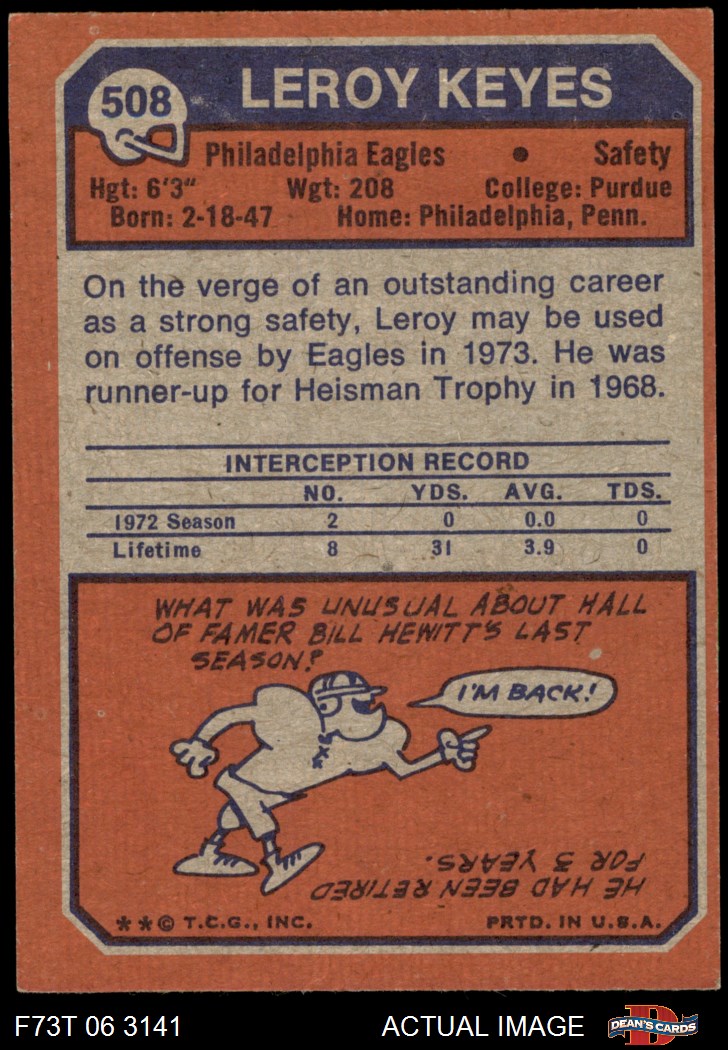 508
LEROY KEYES
Philadelphia Eagles • Safety
Hgt: 6'3" Wgt: 208 College: Purdue
Born: 2-18-47 Home: Philadelphia, Penn.
On the verge of an outstanding career
as a strong safety, Leroy may be used
on offense by Eagles in 1973. He was
runner-up for Heisman Trophy in 1968.
INTERCEPTION RECORD
NO. YDS. AVG. TDS.
1972 Season 2 0 0.0 0
Lifetime 8 31 3.9 0
WHAT WAS UNUSUAL ABOUT HALL
OF FAMER BILL HEWITT'S LAST
SEASON?
I'M BACK!
HE HAD BEEN RETIRED
FOR 3 YEARS.
**© T.C.G., INC. PRTD. IN U.S.A.
F73T 06 3141 ACTUAL IMAGE DEAN'S CARDS